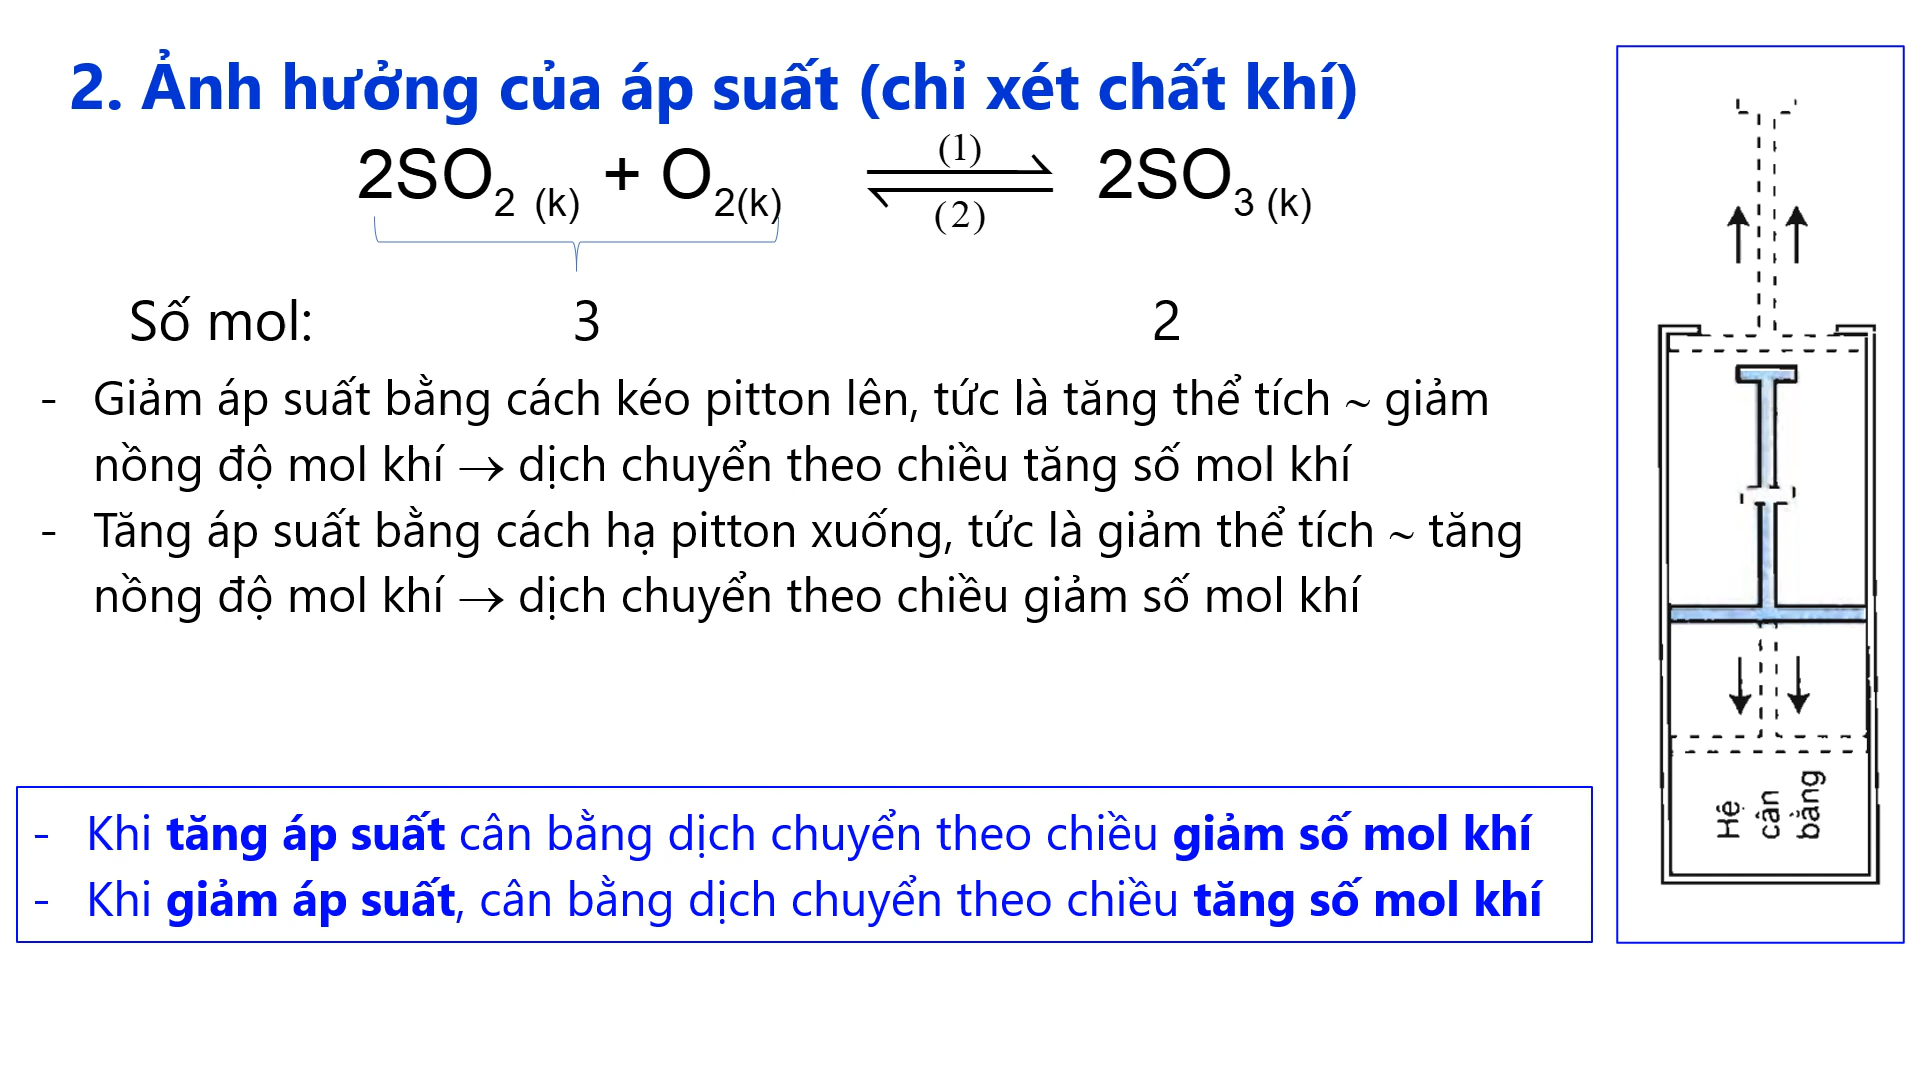 2. Ảnh hưởng của áp suất (chỉ xét chất khí)
2SO₂ (k) + O₂(k) (1) ⇌ (2) 2SO₃ (k)
Số mol: 3 2
- Giảm áp suất bằng cách kéo pitton lên, tức là tăng thể tích ~ giảm
nồng độ mol khí → dịch chuyển theo chiều tăng số mol khí
- Tăng áp suất bằng cách hạ pitton xuống, tức là giảm thể tích ~ tăng
nồng độ mol khí → dịch chuyển theo chiều giảm số mol khí
- Khi tăng áp suất cân bằng dịch chuyển theo chiều giảm số mol khí
- Khi giảm áp suất, cân bằng dịch chuyển theo chiều tăng số mol khí
Hệ
cân
bằng